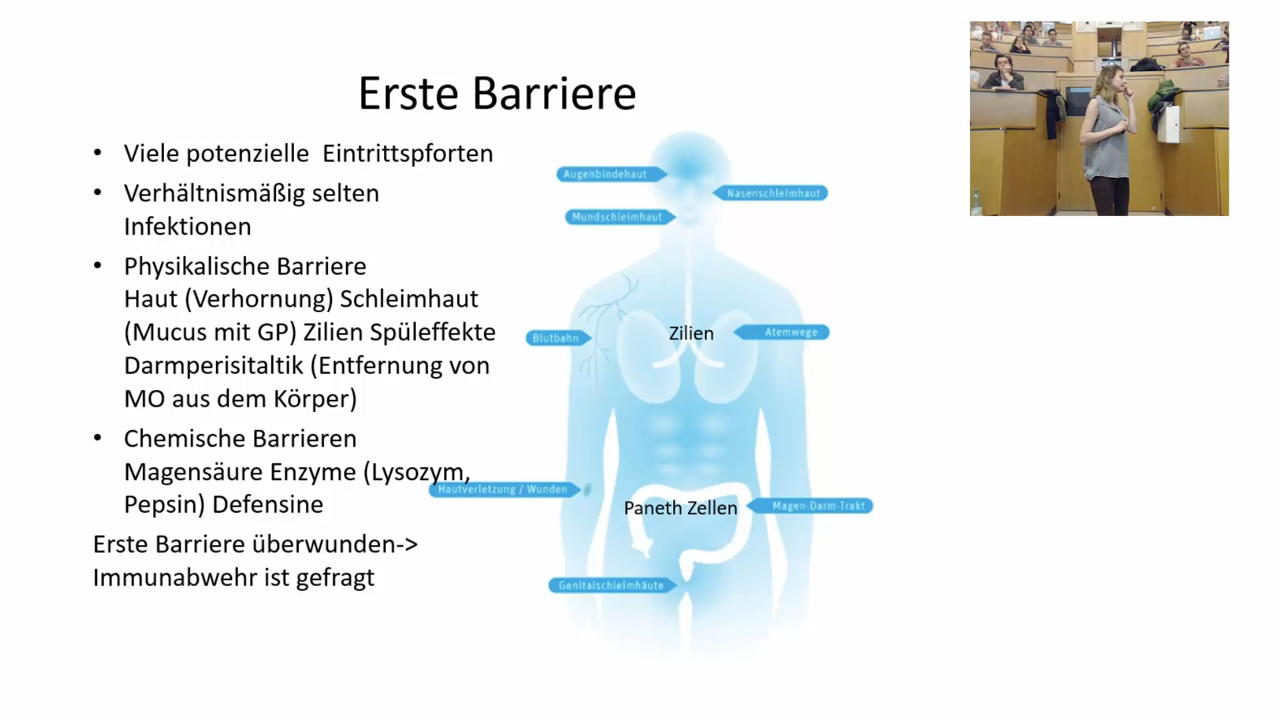 Erste Barriere
• Viele potenzielle Eintrittspforten
• Verhältnismäßig selten
Infektionen
• Physikalische Barriere
Haut (Verhornung) Schleimhaut
(Mucus mit GP) Zilien Spüleffekte
Darmperisitaltik (Entfernung von
MO aus dem Körper)
• Chemische Barrieren
Magensäure Enzyme (Lysozym,
Pepsin) Defensine
Erste Barriere überwunden->
Immunabwehr ist gefragt
Augenbindehaut
Nasenschleimhaut
Mundschleimhaut
Blutbahn
Zilien
Atemwege
Hautverletzung / Wunden
Paneth Zellen
Magen-Darm-Trakt
Genitalschleimhäute